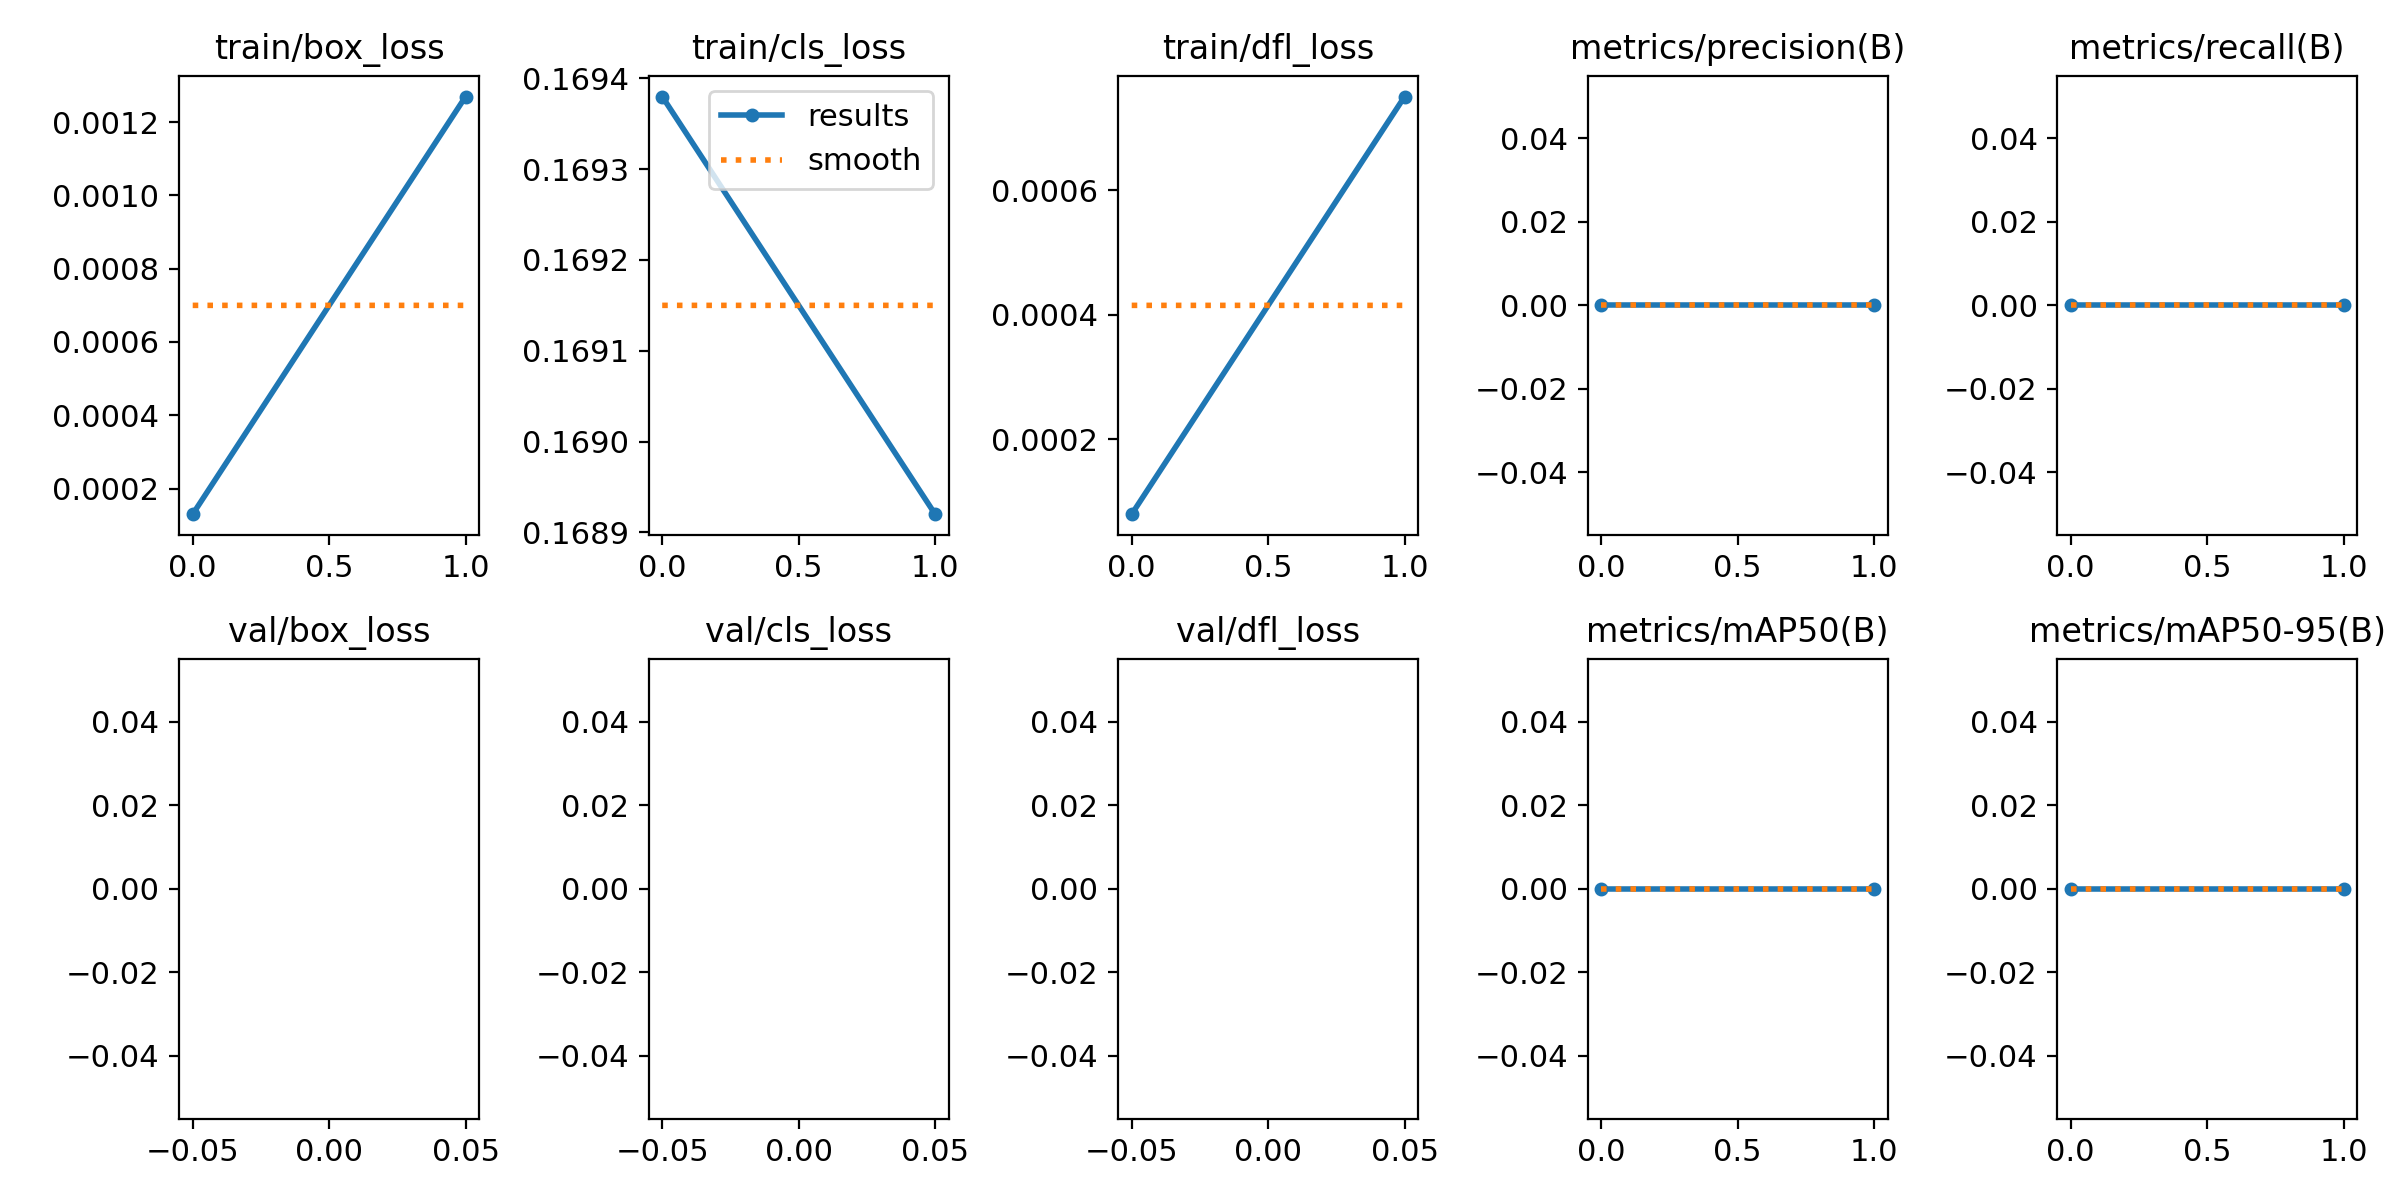 train/box_loss
0.0012
0.0010
0.0008
0.0006
0.0004
0.0002
0.0 0.5 1.0
train/cls_loss
results
smooth
0.1694
0.1693
0.1692
0.1691
0.1690
0.1689
0.0 0.5 1.0
train/dfl_loss
0.0006
0.0004
0.0002
0.0 0.5 1.0
metrics/precision(B)
0.04
0.02
0.00
−0.02
−0.04
0.0 0.5 1.0
metrics/recall(B)
0.04
0.02
0.00
−0.02
−0.04
0.0 0.5 1.0
val/box_loss
0.04
0.02
0.00
−0.02
−0.04
−0.05 0.00 0.05
val/cls_loss
0.04
0.02
0.00
−0.02
−0.04
−0.05 0.00 0.05
val/dfl_loss
0.04
0.02
0.00
−0.02
−0.04
−0.05 0.00 0.05
metrics/mAP50(B)
0.04
0.02
0.00
−0.02
−0.04
0.0 0.5 1.0
metrics/mAP50-95(B)
0.04
0.02
0.00
−0.02
−0.04
0.0 0.5 1.0